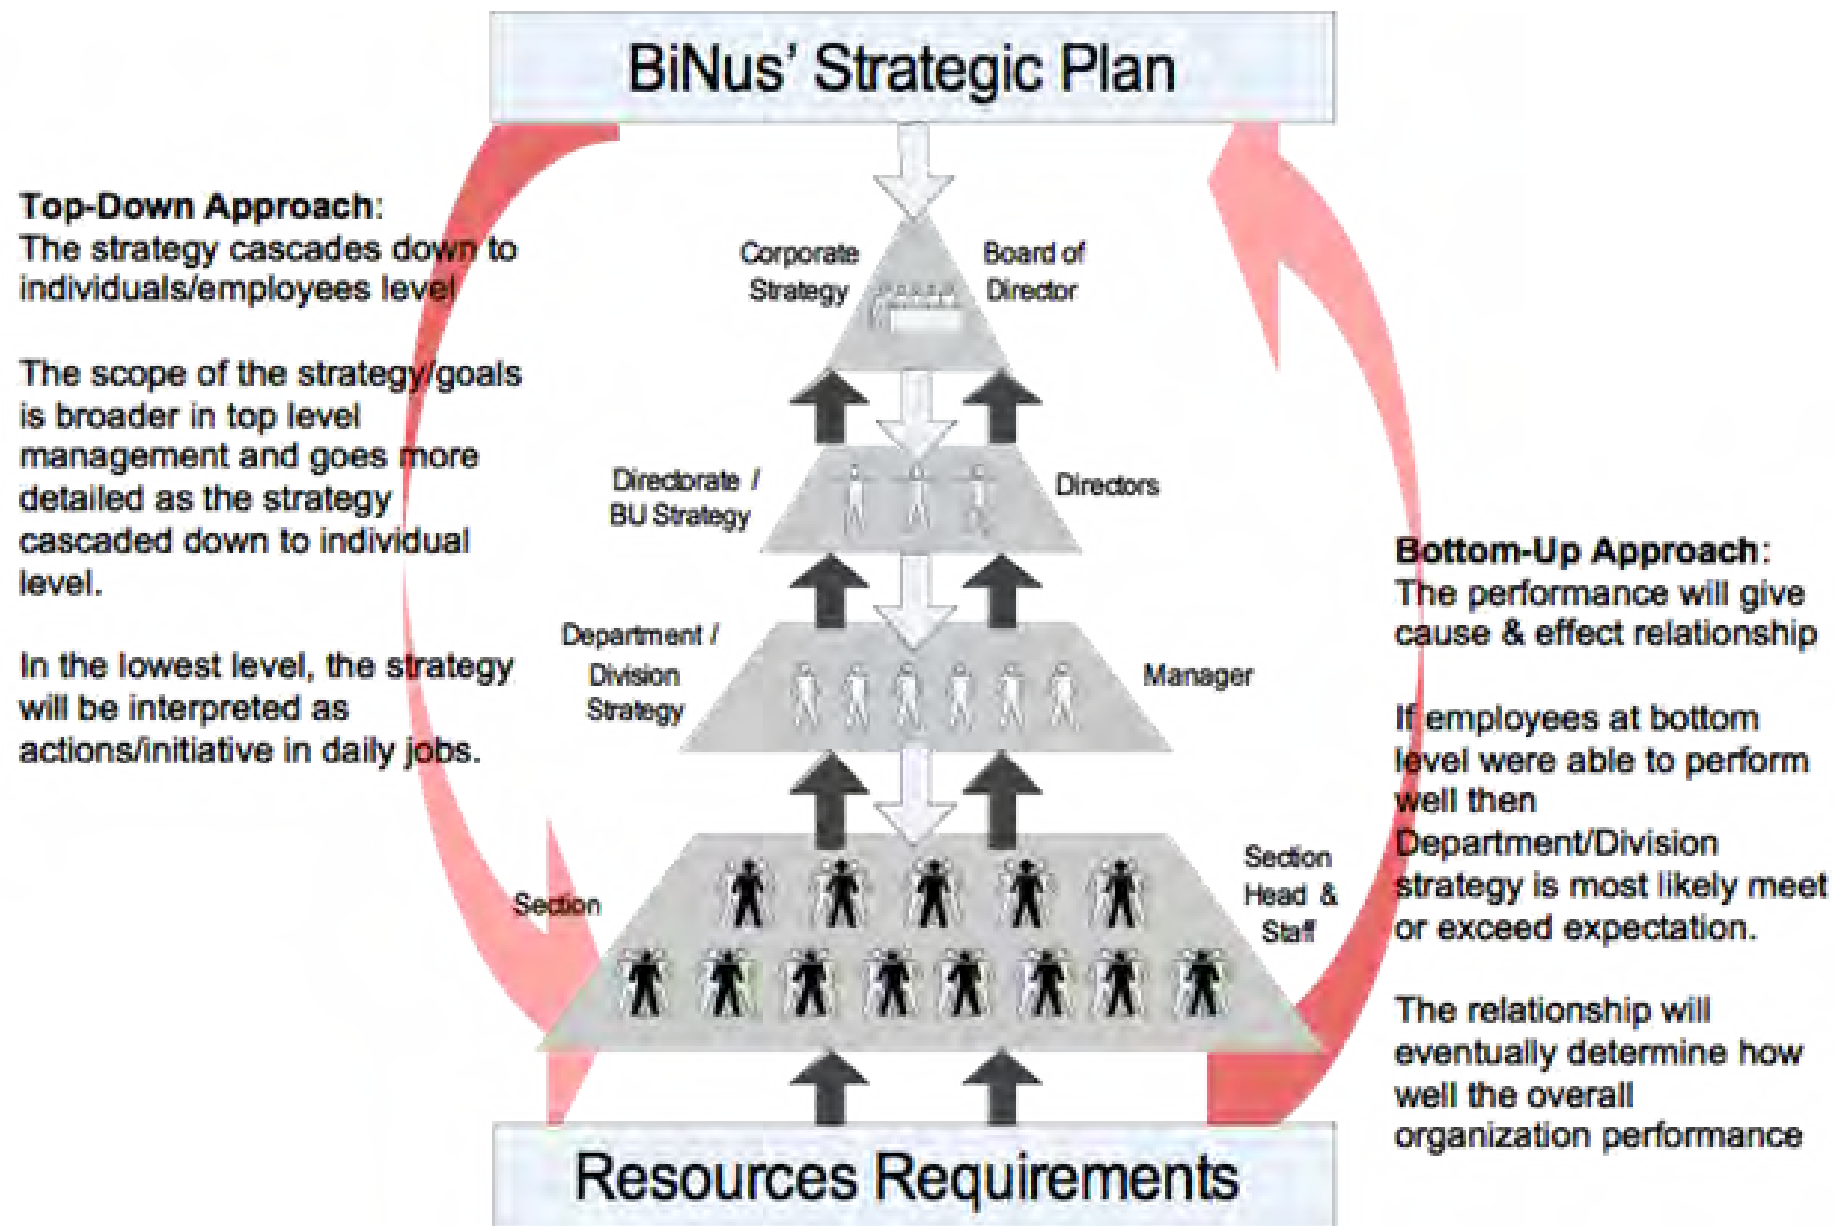 BiNus' Strategic Plan
Top-Down Approach:
The strategy cascades down to
individuals/employees level
The scope of the strategy/goals
is broader in top level
management and goes more
detailed as the strategy
cascaded down to individual
level.
In the lowest level, the strategy
will be interpreted as
actions/initiative in daily jobs.
Corporate
Strategy
Board of
Director
Directorate /
BU Strategy
Directors
Department /
Division
Strategy
Manager
Section
Section
Head &
Staff
Bottom-Up Approach:
The performance will give
cause & effect relationship
If employees at bottom
level were able to perform
well then
Department/Division
strategy is most likely meet
or exceed expectation.
The relationship will
eventually determine how
well the overall
organization performance
Resources Requirements